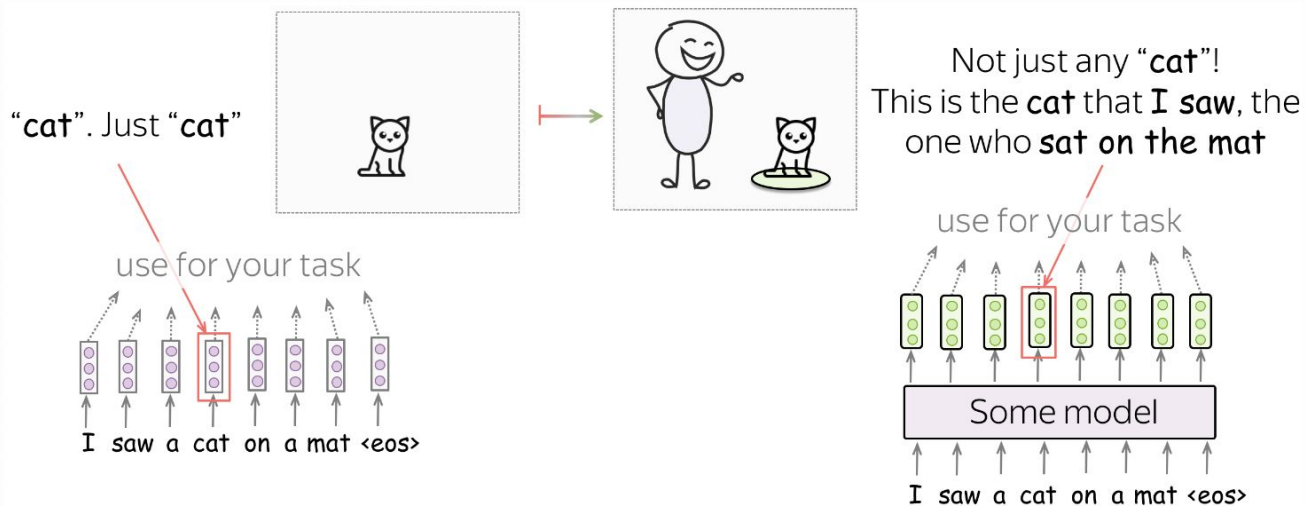 “cat”. Just “cat”
use for your task
I saw a cat on a mat <eos>
Not just any “cat”!
This is the cat that I saw, the
one who sat on the mat
use for your task
Some model
I saw a cat on a mat <eos>